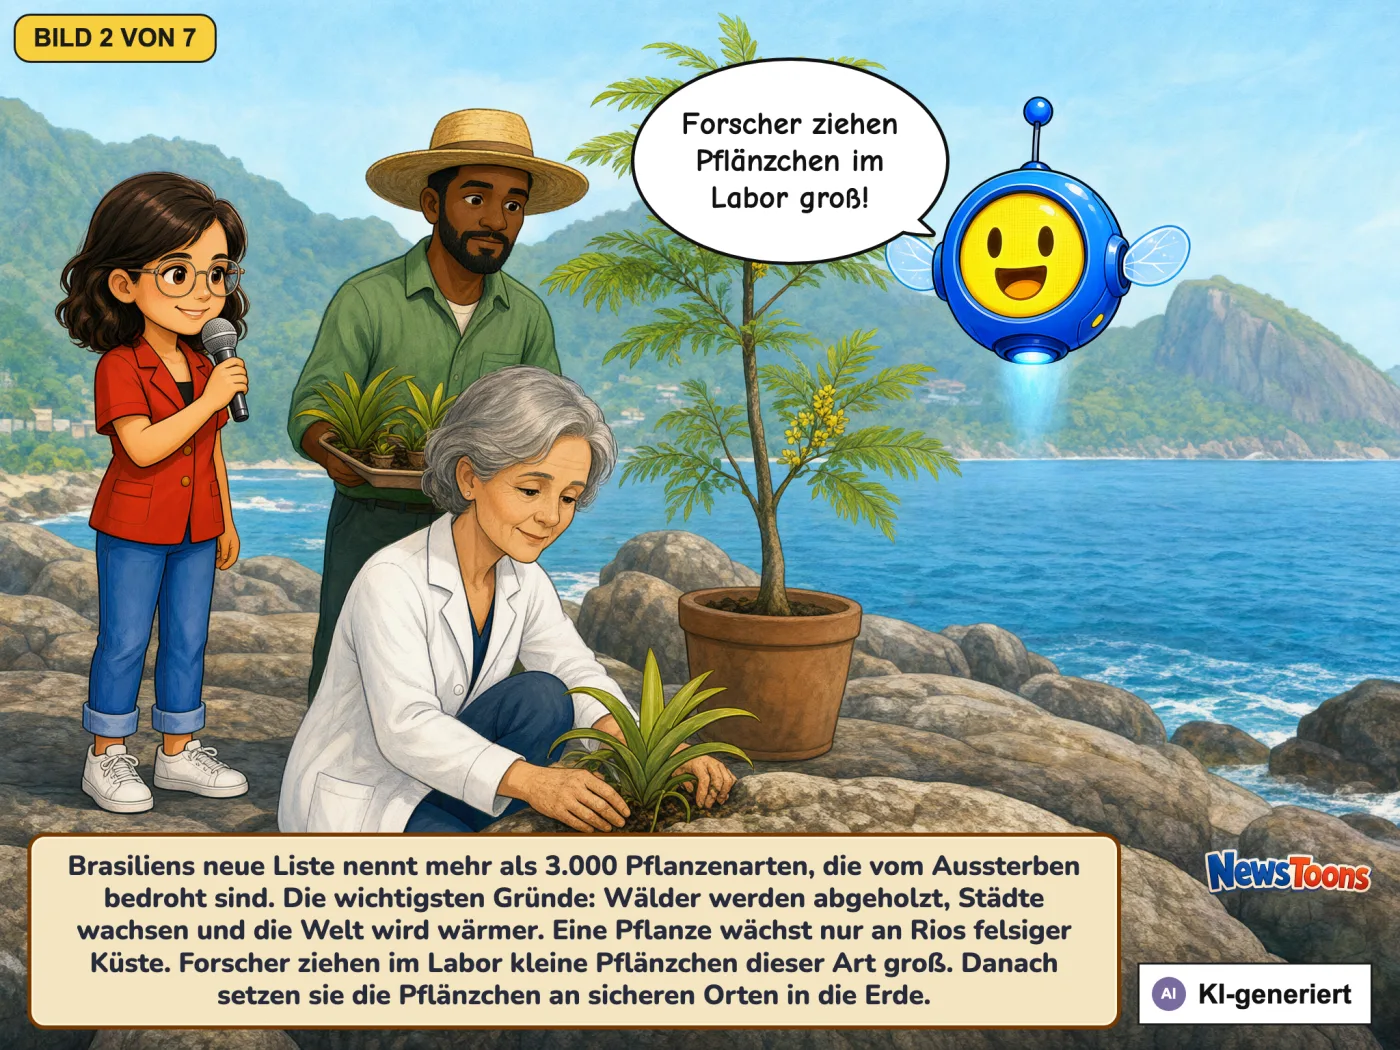 BILD 2 VON 7
Forscher ziehen
Pflänzchen im
Labor groß!
Brasiliens neue Liste nennt mehr als 3.000 Pflanzenarten, die vom Aussterben
bedroht sind. Die wichtigsten Gründe: Wälder werden abgeholzt, Städte
wachsen und die Welt wird wärmer. Eine Pflanze wächst nur an Rios felsiger
Küste. Forscher ziehen im Labor kleine Pflänzchen dieser Art groß. Danach
setzen sie die Pflänzchen an sicheren Orten in die Erde.
NewsToons
AI KI-generiert